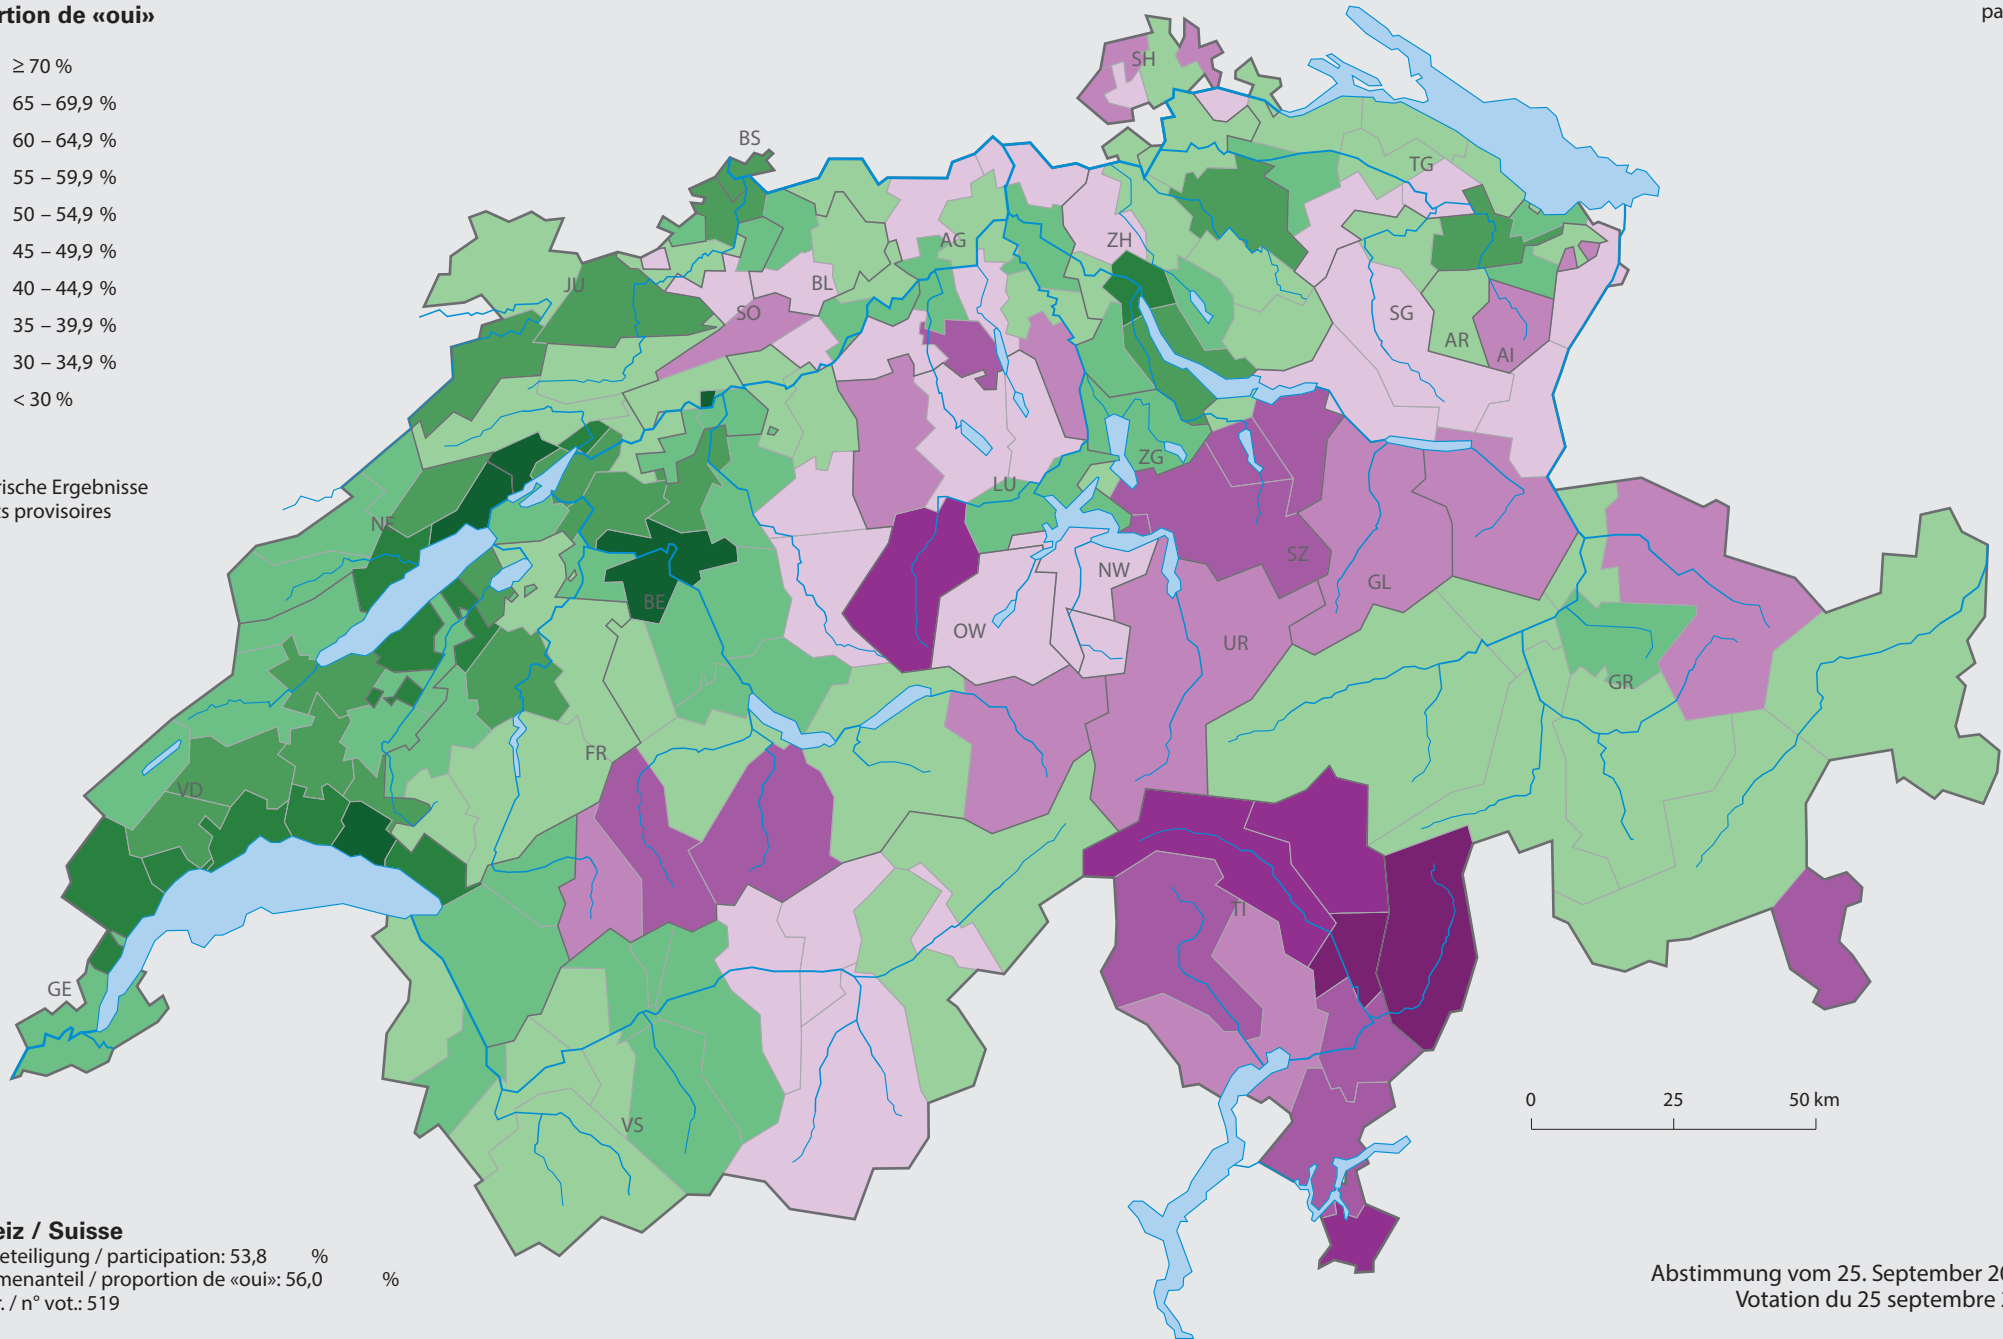 rtion de «oui»
pa
≥ 70 %
65 – 69,9 %
60 – 64,9 %
55 – 59,9 %
50 – 54,9 %
45 – 49,9 %
40 – 44,9 %
35 – 39,9 %
30 – 34,9 %
< 30 %
rische Ergebnisse
s provisoires
SH
BS
TG
AG
ZH
JU
BL
SO
SG
AR
AI
ZG
LU
NE
SZ
NW
GL
BE
OW
UR
GR
FR
VD
TI
GE
VS
0 25 50 km
eiz / Suisse
eteiligung / participation: 53,8 %
menanteil / proportion de «oui»: 56,0 %
r. / n° vot.: 519
Abstimmung vom 25. September 20
Votation du 25 septembre